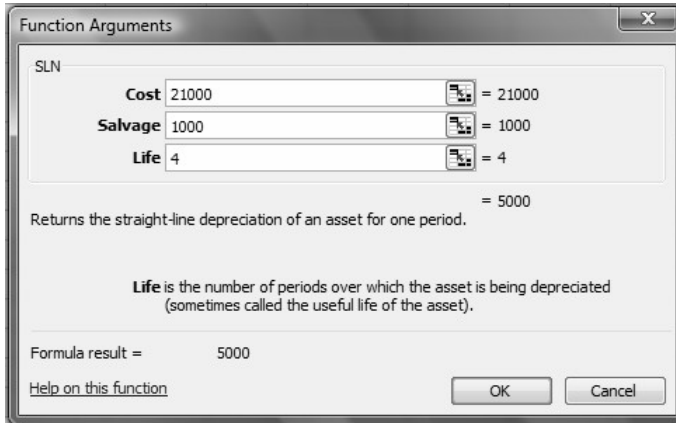 Function Arguments
SLN
Cost 21000 = 21000
Salvage 1000 = 1000
Life 4 = 4
= 5000
Returns the straight-line depreciation of an asset for one period.
Life is the number of periods over which the asset is being depreciated
(sometimes called the useful life of the asset).
Formula result = 5000
Help on this function
OK Cancel